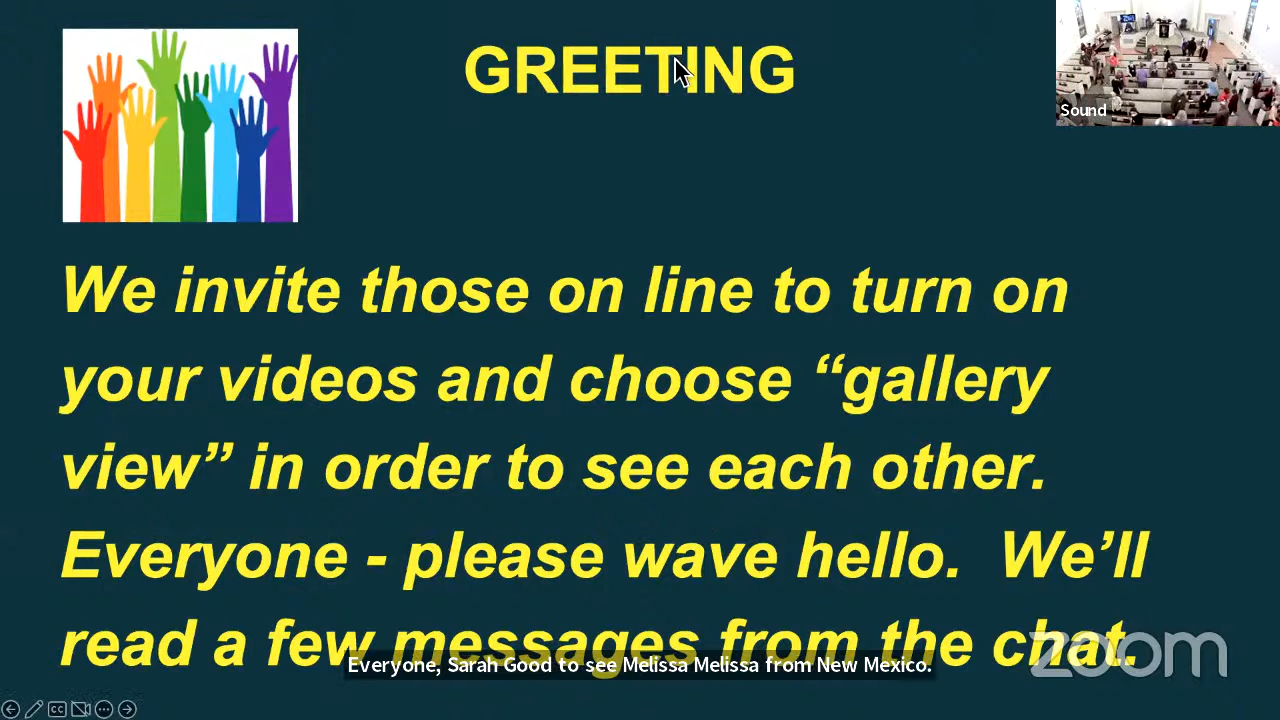 GREETING
Sound
We invite those on line to turn on
your videos and choose “gallery
view” in order to see each other.
Everyone - please wave hello.  We’ll
read a few messages from the chat.
zoom
Everyone, Sarah Good to see Melissa Melissa from New Mexico.
CC